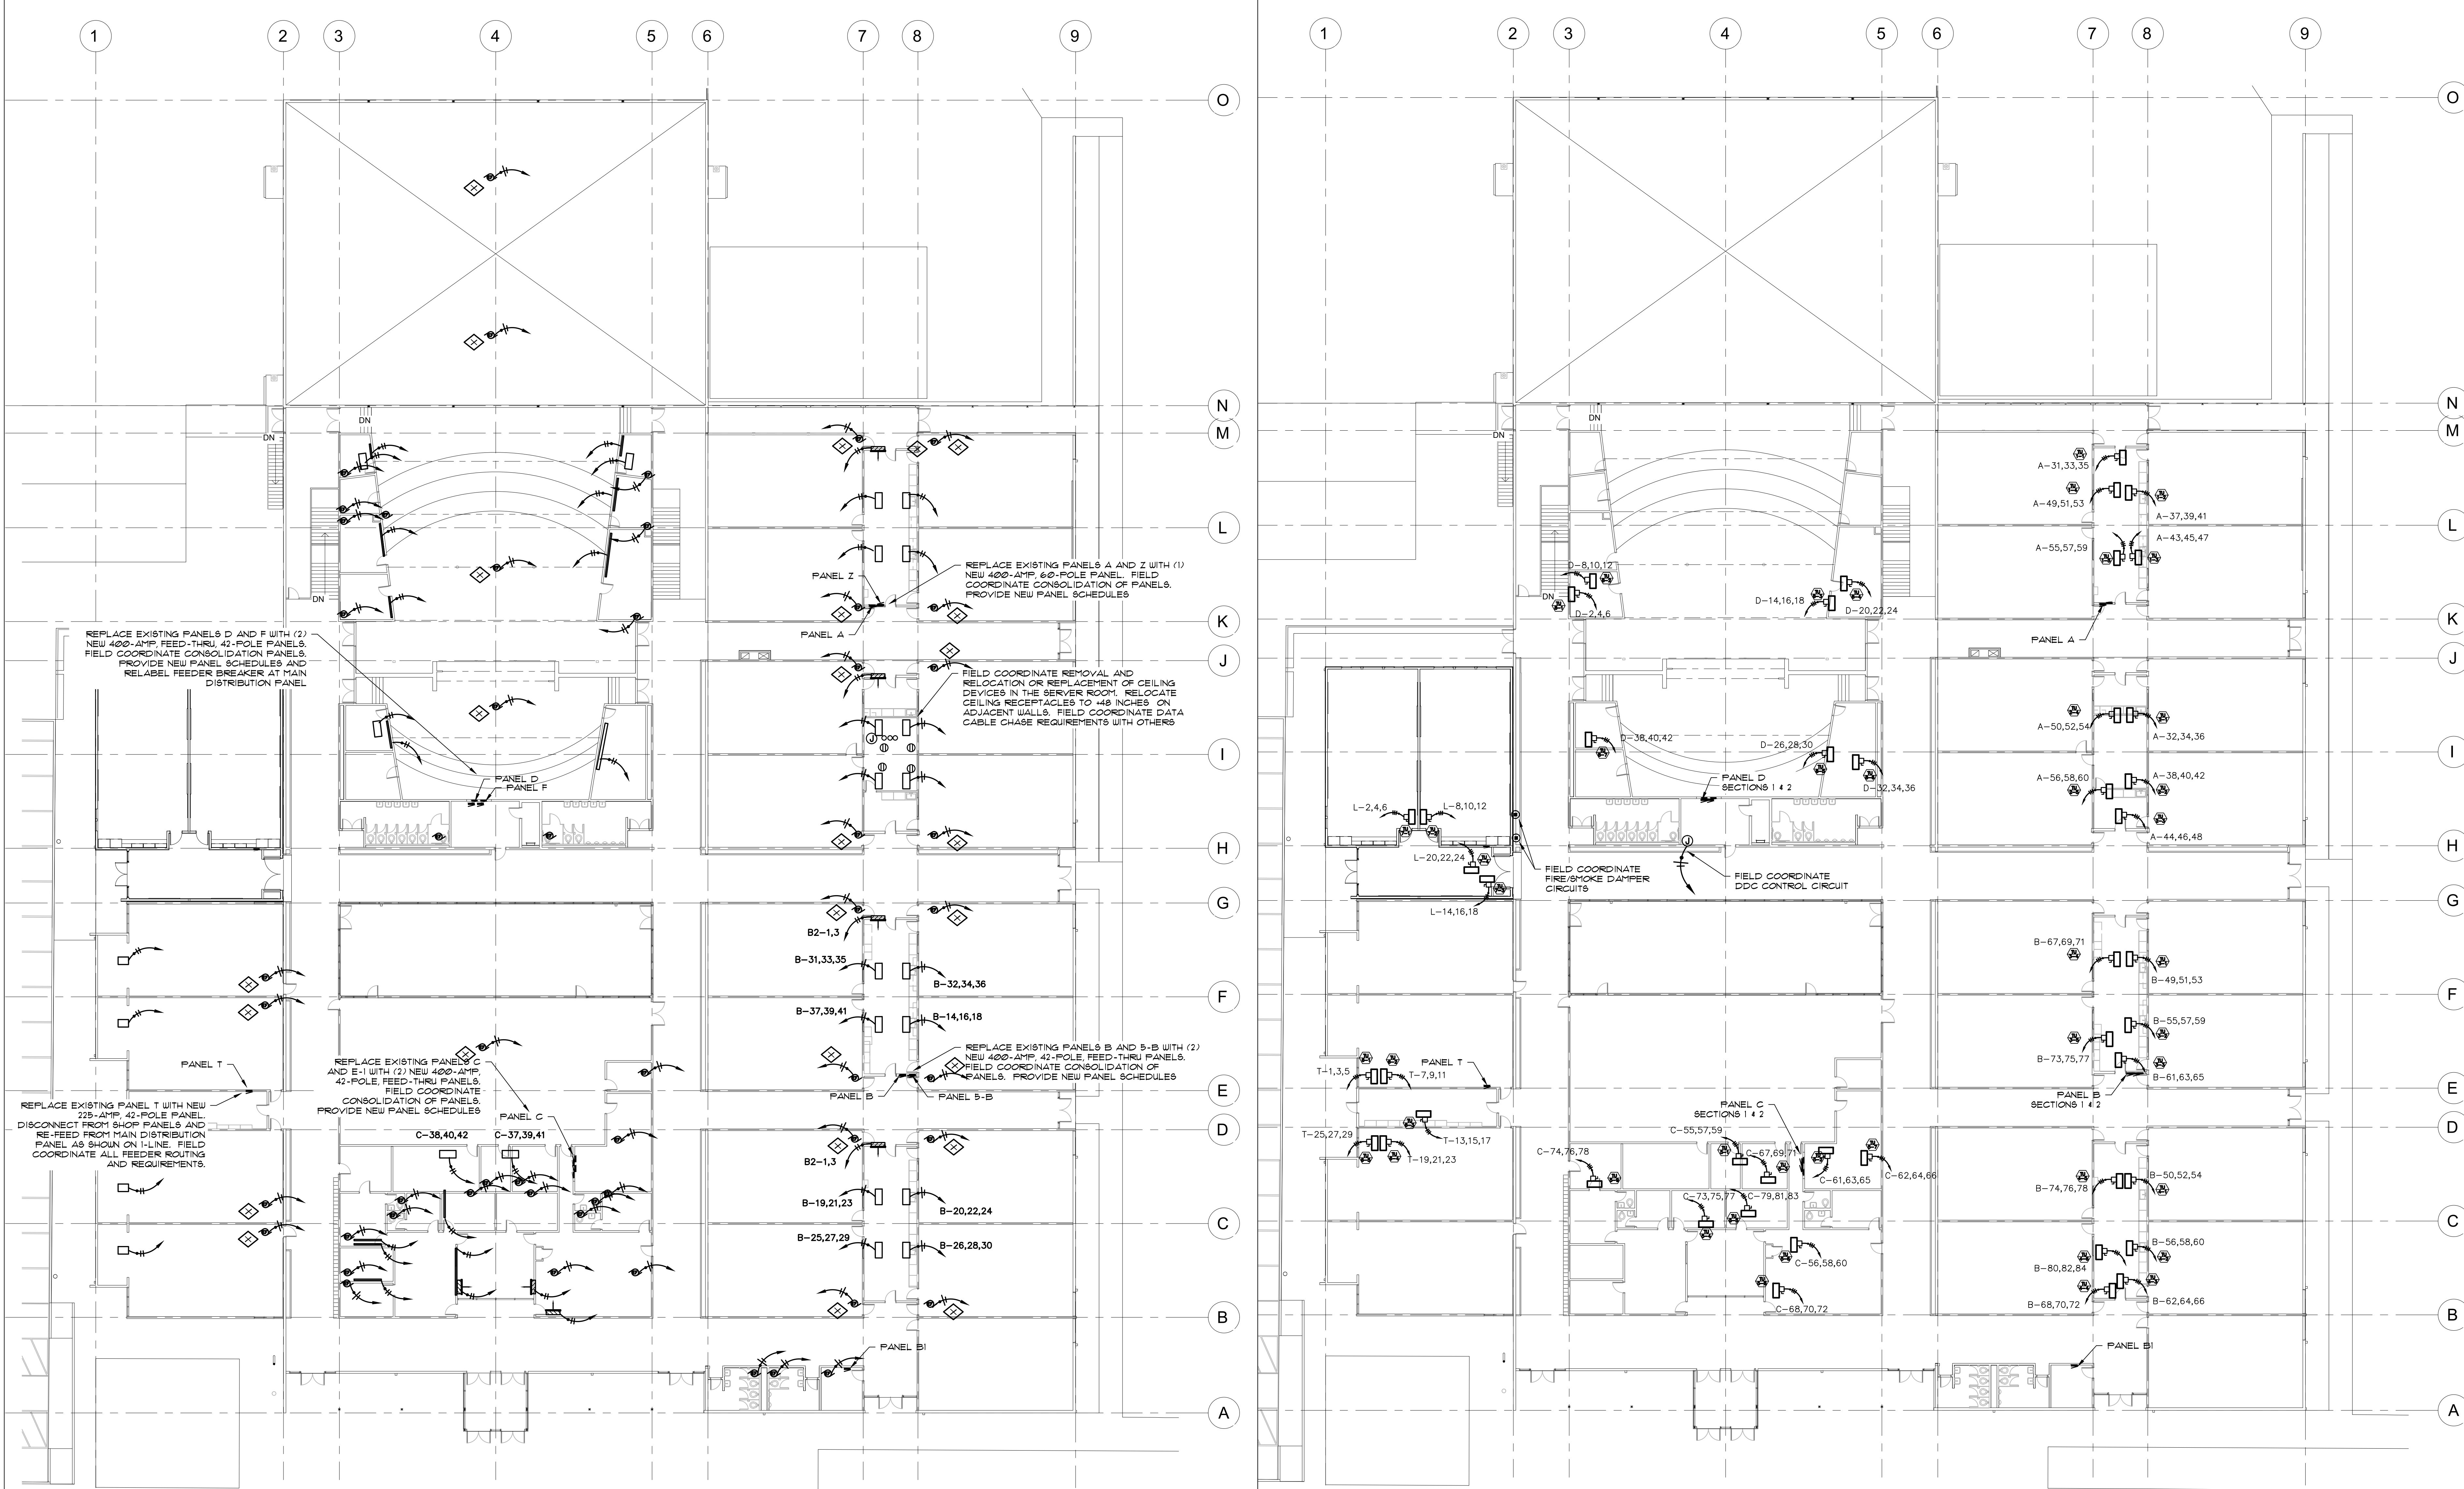 1
2
3
4
5
6
7
8
9
O
N
M
L
K
J
I
H
G
F
E
D
C
B
A
DN
DN
DN
PANEL Z
REPLACE EXISTING PANELS A AND Z WITH (1)
NEW 400-AMP, 60-POLE PANEL. FIELD
COORDINATE CONSOLIDATION OF PANELS.
PROVIDE NEW PANEL SCHEDULES
PANEL A
REPLACE EXISTING PANELS D AND F WITH (2)
NEW 400-AMP, FEED-THRU, 42-POLE PANELS.
FIELD COORDINATE CONSOLIDATION PANELS.
PROVIDE NEW PANEL SCHEDULES AND
RELABEL FEEDER BREAKER AT MAIN
DISTRIBUTION PANEL
FIELD COORDINATE REMOVAL AND
RELOCATION OR REPLACEMENT OF CEILING
DEVICES IN THE SERVER ROOM. RELOCATE
CEILING RECEPTACLES TO +48 INCHES ON
ADJACENT WALLS. FIELD COORDINATE DATA
CABLE CHASE REQUIREMENTS WITH OTHERS
J
PANEL D
PANEL F
B2-1,3
B-31,33,35
B-32,34,36
B-37,39,41
B-14,16,18
REPLACE EXISTING PANELS B AND 5-B WITH (2)
NEW 400-AMP, 42-POLE, FEED-THRU PANELS.
FIELD COORDINATE CONSOLIDATION OF
PANELS. PROVIDE NEW PANEL SCHEDULES
PANEL B
PANEL 5-B
PANEL T
REPLACE EXISTING PANELS C
AND E-1 WITH (2) NEW 400-AMP,
42-POLE, FEED-THRU PANELS.
FIELD COORDINATE
CONSOLIDATION OF PANELS.
PROVIDE NEW PANEL SCHEDULES
REPLACE EXISTING PANEL T WITH NEW
225-AMP, 42-POLE PANEL.
DISCONNECT FROM SHOP PANELS AND
RE-FEED FROM MAIN DISTRIBUTION
PANEL AS SHOWN ON 1-LINE. FIELD
COORDINATE ALL FEEDER ROUTING
AND REQUIREMENTS.
PANEL C
C-38,40,42
C-37,39,41
B2-1,3
B-19,21,23
B-20,22,24
B-25,27,29
B-26,28,30
PANEL B1
1
2
3
4
5
6
7
8
9
O
N
M
L
K
J
I
H
G
F
E
D
C
B
A
DN
DN
DN
A-31,33,35
A-49,51,53
A-37,39,41
A-43,45,47
A-55,57,59
D-8,10,12
D-2,4,6
D-14,16,18
D-20,22,24
PANEL A
D-38,40,42
D-26,28,30
D-32,34,36
A-50,52,54
A-32,34,36
A-56,58,60
A-38,40,42
A-44,46,48
PANEL D
SECTIONS 1 & 2
L-2,4,6
L-8,10,12
L-20,22,24
L-14,16,18
FIELD COORDINATE
FIRE/SMOKE DAMPER
CIRCUITS
J
FIELD COORDINATE
DDC CONTROL CIRCUIT
B-67,69,71
B-49,51,53
B-55,57,59
B-73,75,77
B-61,63,65
PANEL B
SECTIONS 1 & 2
PANEL T
T-1,3,5
T-7,9,11
T-13,15,17
T-25,27,29
T-19,21,23
PANEL C
SECTIONS 1 & 2
C-55,57,59
C-67,69,71
C-74,76,78
C-61,63,65
C-62,64,66
C-73,75,77
C-79,81,83
C-56,58,60
C-68,70,72
B-50,52,54
B-74,76,78
B-56,58,60
B-80,82,84
B-68,70,72
B-62,64,66
PANEL B1